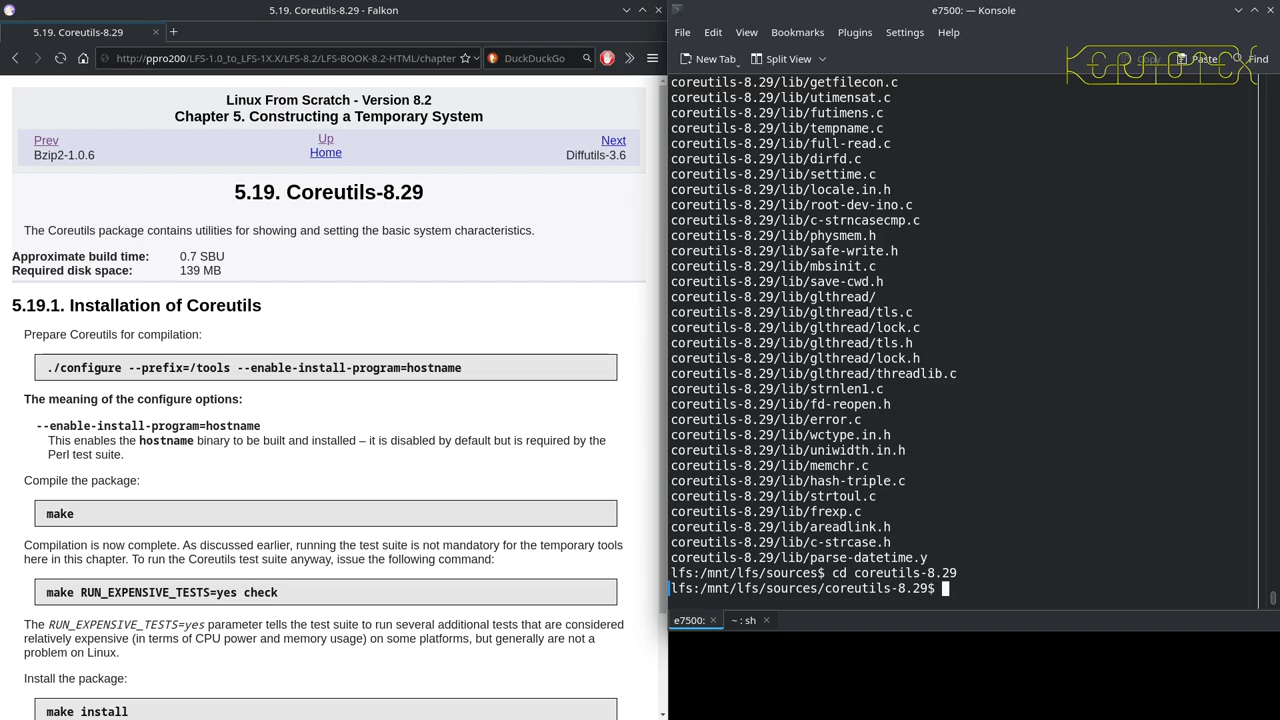 5.19. Coreutils-8.29 - Falkon
5.19. Coreutils-8.29
http://ppro200/LFS-1.0_to_LFS-1X.X/LFS-8.2/LFS-BOOK-8.2-HTML/chapter
DuckDuckGo
Linux From Scratch - Version 8.2
Chapter 5. Constructing a Temporary System
Prev
Up
Next
Bzip2-1.0.6
Home
Diffutils-3.6
5.19. Coreutils-8.29
The Coreutils package contains utilities for showing and setting the basic system characteristics.
Approximate build time: 0.7 SBU
Required disk space: 139 MB
5.19.1. Installation of Coreutils
Prepare Coreutils for compilation:
./configure --prefix=/tools --enable-install-program=hostname
The meaning of the configure options:
--enable-install-program=hostname
This enables the hostname binary to be built and installed – it is disabled by default but is required by the
Perl test suite.
Compile the package:
make
Compilation is now complete. As discussed earlier, running the test suite is not mandatory for the temporary tools
here in this chapter. To run the Coreutils test suite anyway, issue the following command:
make RUN_EXPENSIVE_TESTS=yes check
The RUN_EXPENSIVE_TESTS=yes parameter tells the test suite to run several additional tests that are considered
relatively expensive (in terms of CPU power and memory usage) on some platforms, but generally are not a
problem on Linux.
Install the package:
make install
e7500: — Konsole
File Edit View Bookmarks Plugins Settings Help
New Tab Split View Copy Paste Find
coreutils-8.29/lib/getfilecon.c
coreutils-8.29/lib/utimensat.c
coreutils-8.29/lib/futimens.c
coreutils-8.29/lib/tempname.c
coreutils-8.29/lib/full-read.c
coreutils-8.29/lib/dirfd.c
coreutils-8.29/lib/settime.c
coreutils-8.29/lib/locale.in.h
coreutils-8.29/lib/root-dev-ino.c
coreutils-8.29/lib/c-strncasecmp.c
coreutils-8.29/lib/physmem.h
coreutils-8.29/lib/safe-write.h
coreutils-8.29/lib/mbsinit.c
coreutils-8.29/lib/save-cwd.h
coreutils-8.29/lib/glthread/
coreutils-8.29/lib/glthread/tls.c
coreutils-8.29/lib/glthread/lock.c
coreutils-8.29/lib/glthread/tls.h
coreutils-8.29/lib/glthread/lock.h
coreutils-8.29/lib/glthread/threadlib.c
coreutils-8.29/lib/strnlen1.c
coreutils-8.29/lib/fd-reopen.h
coreutils-8.29/lib/error.c
coreutils-8.29/lib/wctype.in.h
coreutils-8.29/lib/uniwidth.in.h
coreutils-8.29/lib/memchr.c
coreutils-8.29/lib/hash-triple.c
coreutils-8.29/lib/strtoul.c
coreutils-8.29/lib/frexp.c
coreutils-8.29/lib/areadlink.h
coreutils-8.29/lib/c-strcase.h
coreutils-8.29/lib/parse-datetime.y
lfs:/mnt/lfs/sources$ cd coreutils-8.29
lfs:/mnt/lfs/sources/coreutils-8.29$
e7500:
~ : sh